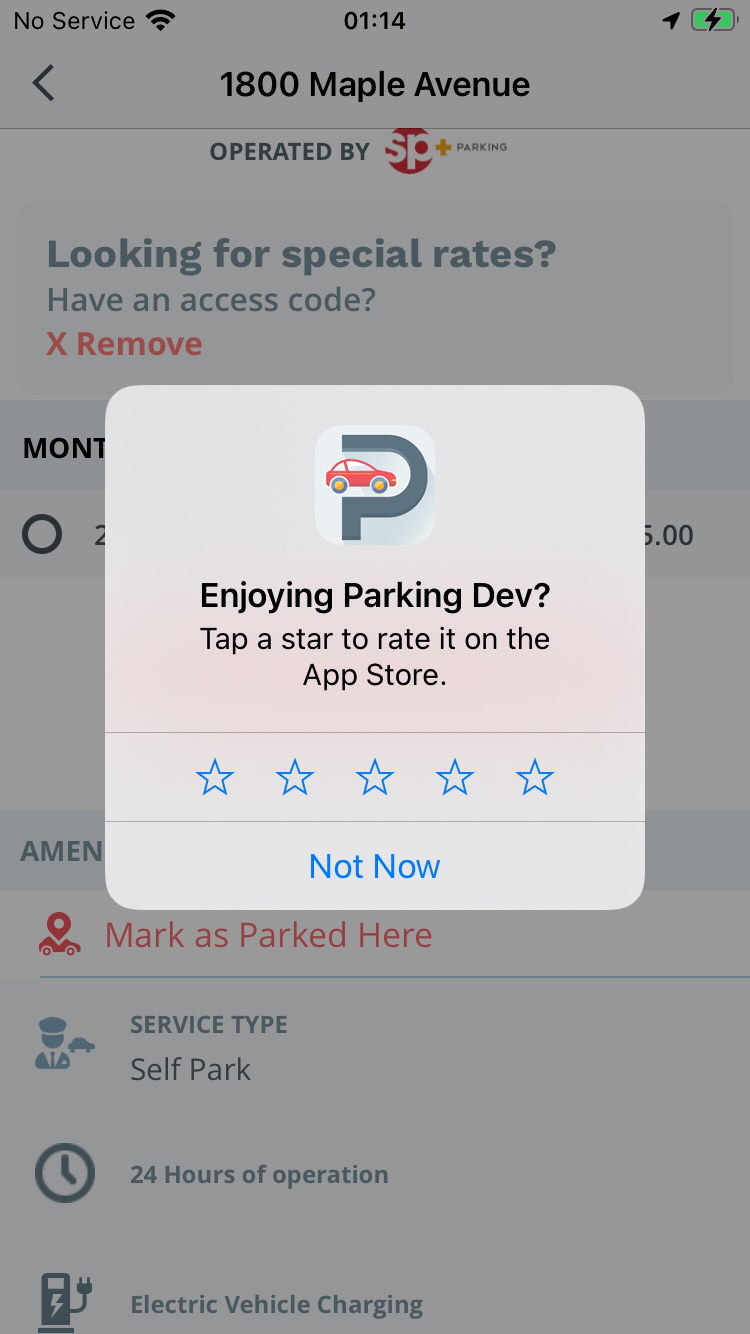 No Service 01:14
1800 Maple Avenue
OPERATED BY sp+ PARKING
Looking for special rates?
Have an access code?
X Remove
MONT
2 5.00
Enjoying Parking Dev?
Tap a star to rate it on the
App Store.
Not Now
AMEN
Mark as Parked Here
SERVICE TYPE
Self Park
24 Hours of operation
Electric Vehicle Charging